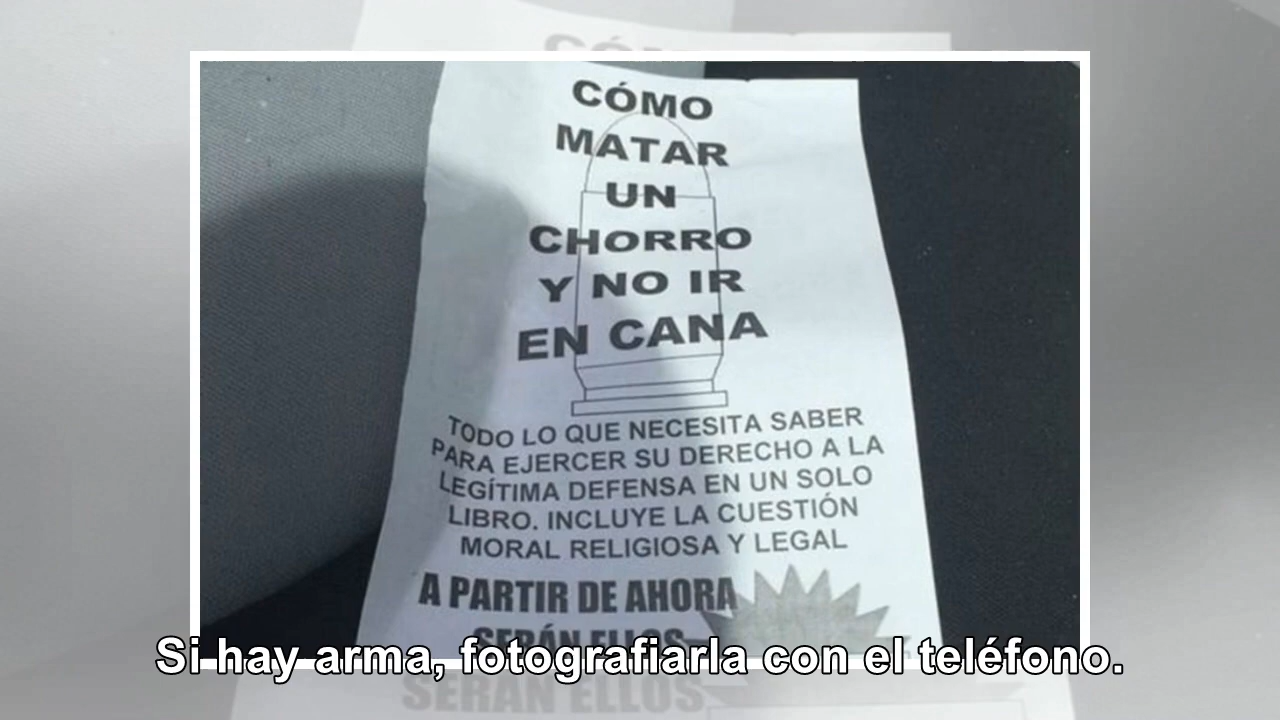 CÓMO
MATAR
UN
CHORRO
Y NO IR
EN CANA
TODO LO QUE NECESITA SABER
PARA EJERCER SU DERECHO A LA
LEGÍTIMA DEFENSA EN UN SOLO
LIBRO. INCLUYE LA CUESTIÓN
MORAL RELIGIOSA Y LEGAL
A PARTIR DE AHORA
SERÁN ELLOS
Si hay arma, fotografiarla con el teléfono.
SERÁN ELLOS